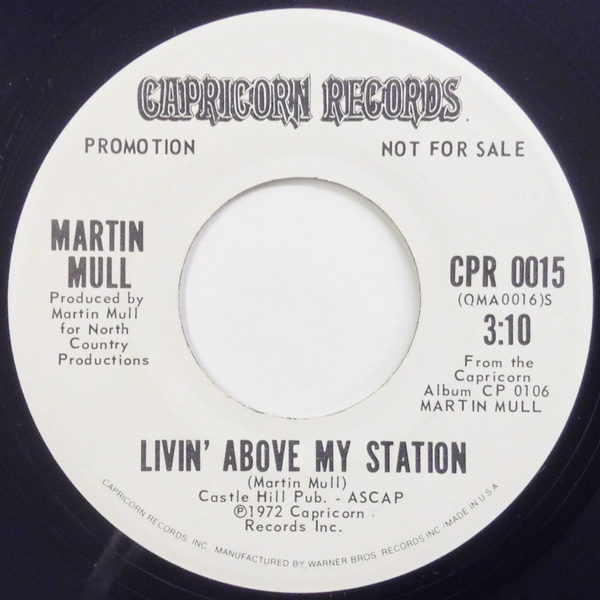 CAPRICORN RECORDS.
PROMOTION
NOT FOR SALE
MARTIN
MULL
Produced by
Martin Mull
for North
Country
Productions
CPR 0015
(QMA0016)S
3:10
From the
Capricorn
Album CP 0106
MARTIN MULL
LIVIN' ABOVE MY STATION
(Martin Mull)
Castle Hill Pub. - ASCAP
℗1972 Capricorn
Records Inc.
CAPRICORN RECORDS INC. MANUFACTURED BY WARNER BROS. RECORDS INC./MADE IN U.S.A.